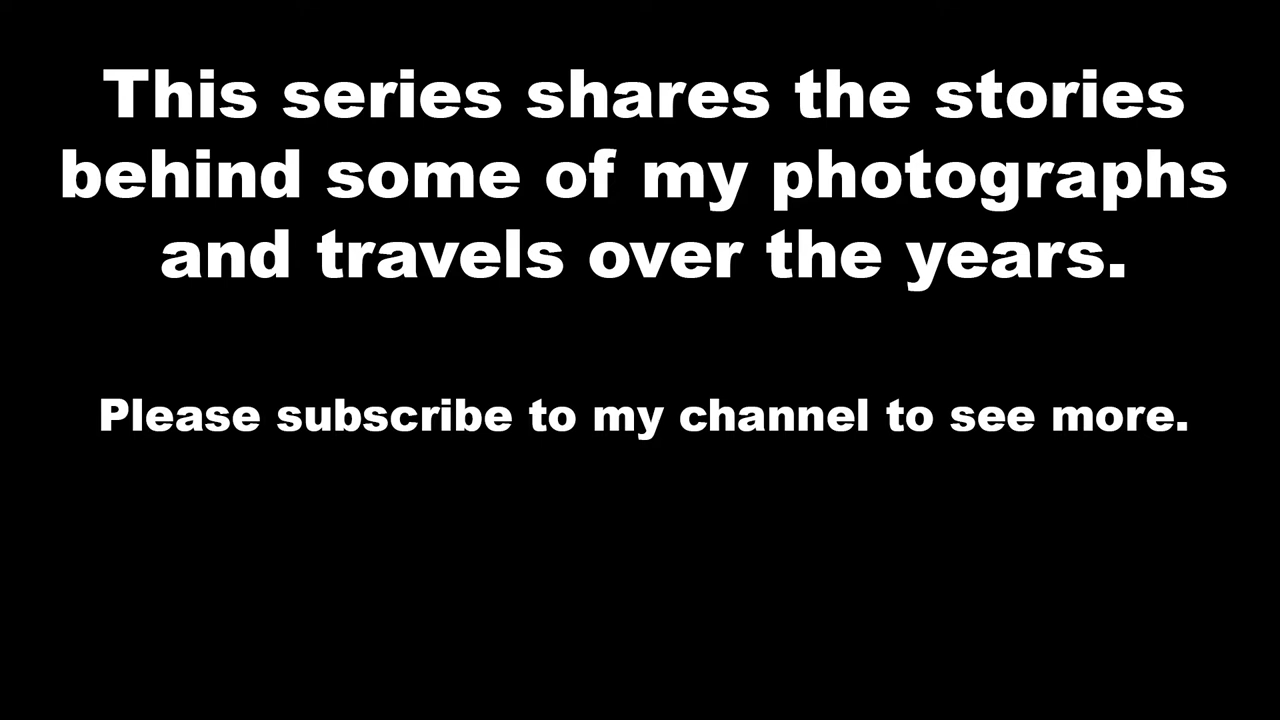 This series shares the stories
behind some of my photographs
and travels over the years.
Please subscribe to my channel to see more.